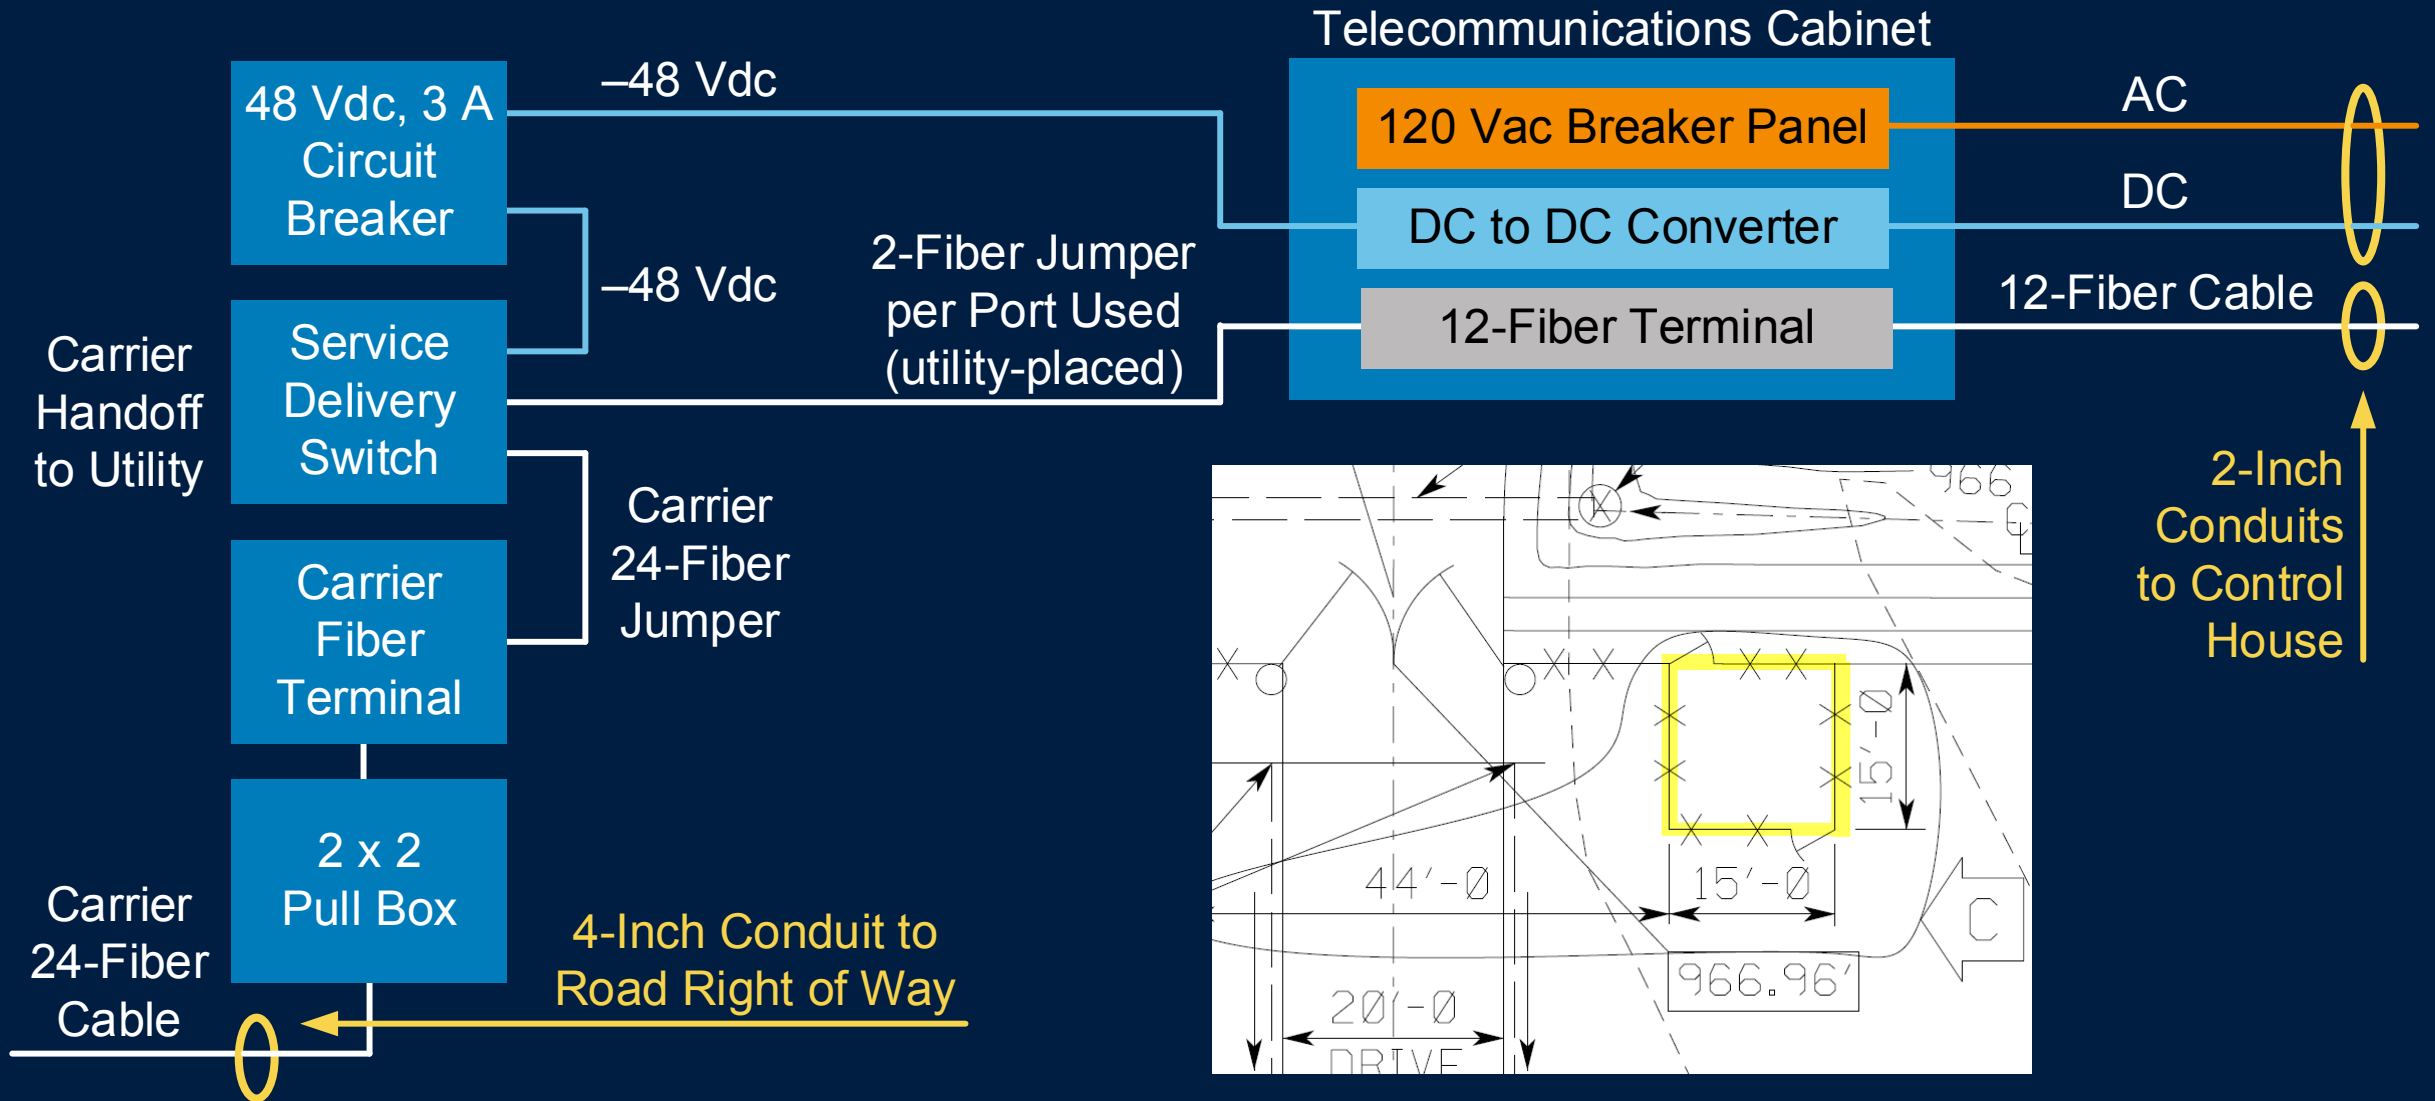 Telecommunications Cabinet
48 Vdc, 3 A
Circuit
Breaker
–48 Vdc
120 Vac Breaker Panel
AC
DC to DC Converter
DC
–48 Vdc
2-Fiber Jumper
per Port Used
(utility-placed)
12-Fiber Terminal
12-Fiber Cable
Carrier
Handoff
to Utility
Service
Delivery
Switch
Carrier
24-Fiber
Jumper
2-Inch
Conduits
to Control
House
Carrier
Fiber
Terminal
2 x 2
Pull Box
Carrier
24-Fiber
Cable
4-Inch Conduit to
Road Right of Way
966
15'-0
44'-0
15'-0
C
966.96'
20'-0
DRIVE